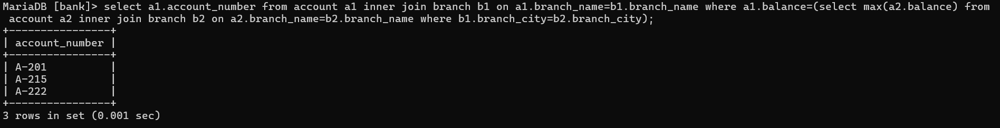 MariaDB [bank]> select a1.account_number from account a1 inner join branch b1 on a1.branch_name=b1.branch_name where a1.balance=(select max(a2.balance) from
 account a2 inner join branch b2 on a2.branch_name=b2.branch_name where b1.branch_city=b2.branch_city);
+----------------+
| account_number |
+----------------+
| A-201          |
| A-215          |
| A-222          |
+----------------+
3 rows in set (0.001 sec)